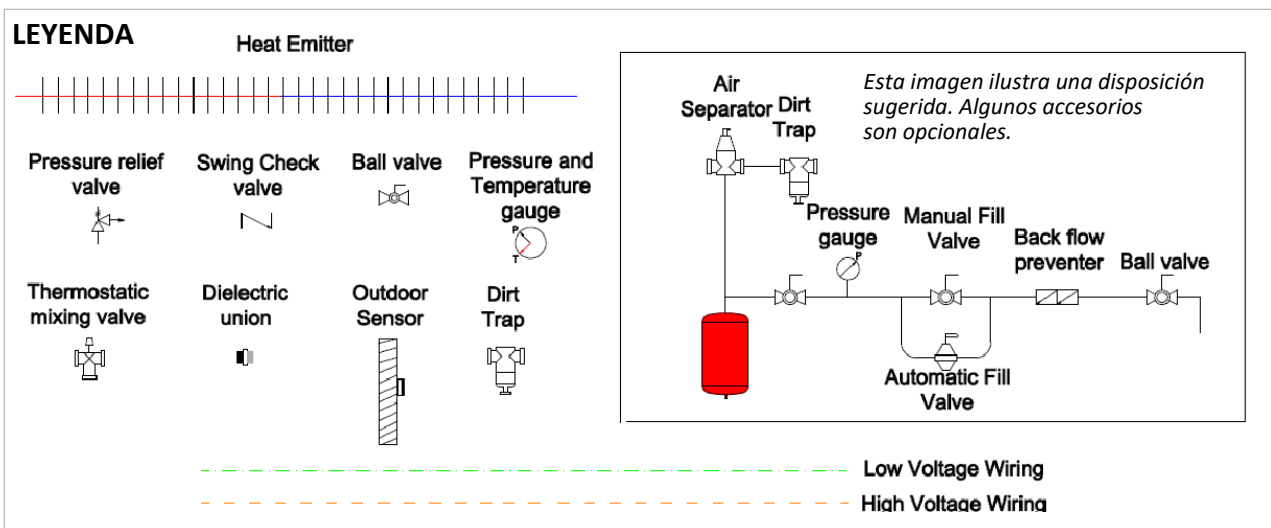 LEYENDA
Heat Emitter
Pressure relief
valve
Swing Check
valve
Ball valve
Pressure and
Temperature
gauge
P
T
Thermostatic
mixing valve
Dielectric
union
Outdoor
Sensor
Dirt
Trap
Esta imagen ilustra una disposición
sugerida. Algunos accesorios
son opcionales.
Air
Separator
Dirt
Trap
Pressure
gauge
P
Manual Fill
Valve
Back flow
preventer
Ball valve
Automatic Fill
Valve
Low Voltage Wiring
High Voltage Wiring